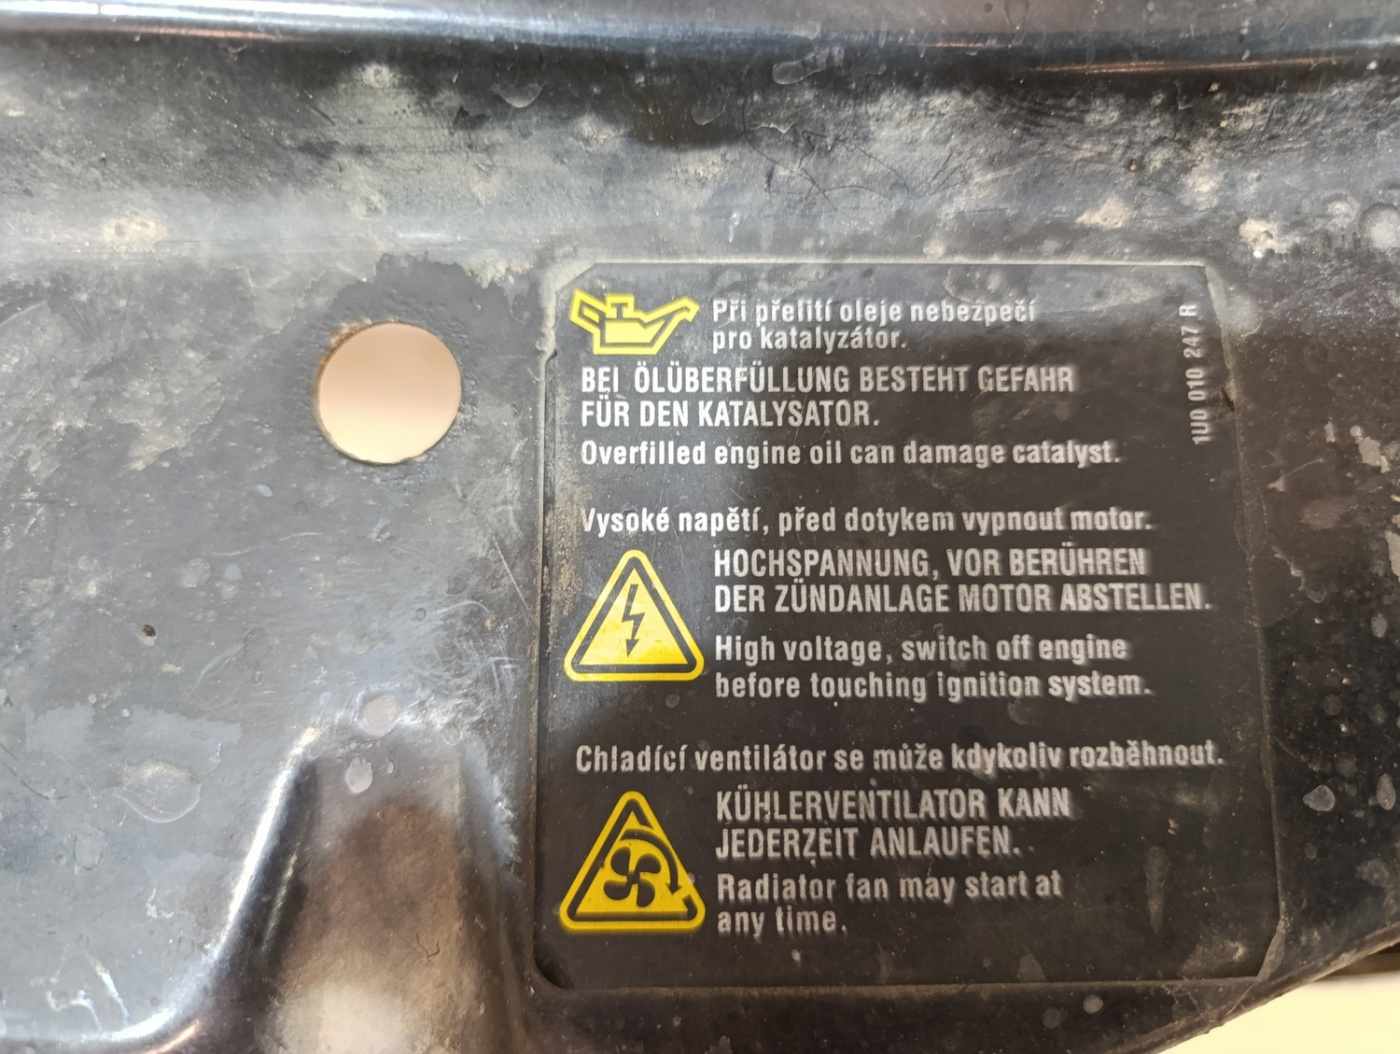 Při přelití oleje nebezpečí
pro katalyzátor.
BEI ÖLÜBERFÜLLUNG BESTEHT GEFAHR
FÜR DEN KATALYSATOR.
Overfilled engine oil can damage catalyst.
1U0 010 247 R
Vysoké napětí, před dotykem vypnout motor.
HOCHSPANNUNG, VOR BERÜHREN
DER ZÜNDANLAGE MOTOR ABSTELLEN.
High voltage, switch off engine
before touching ignition system.
Chladící ventilátor se může kdykoliv rozběhnout.
KÜHLERVENTILATOR KANN
JEDERZEIT ANLAUFEN.
Radiator fan may start at
any time.